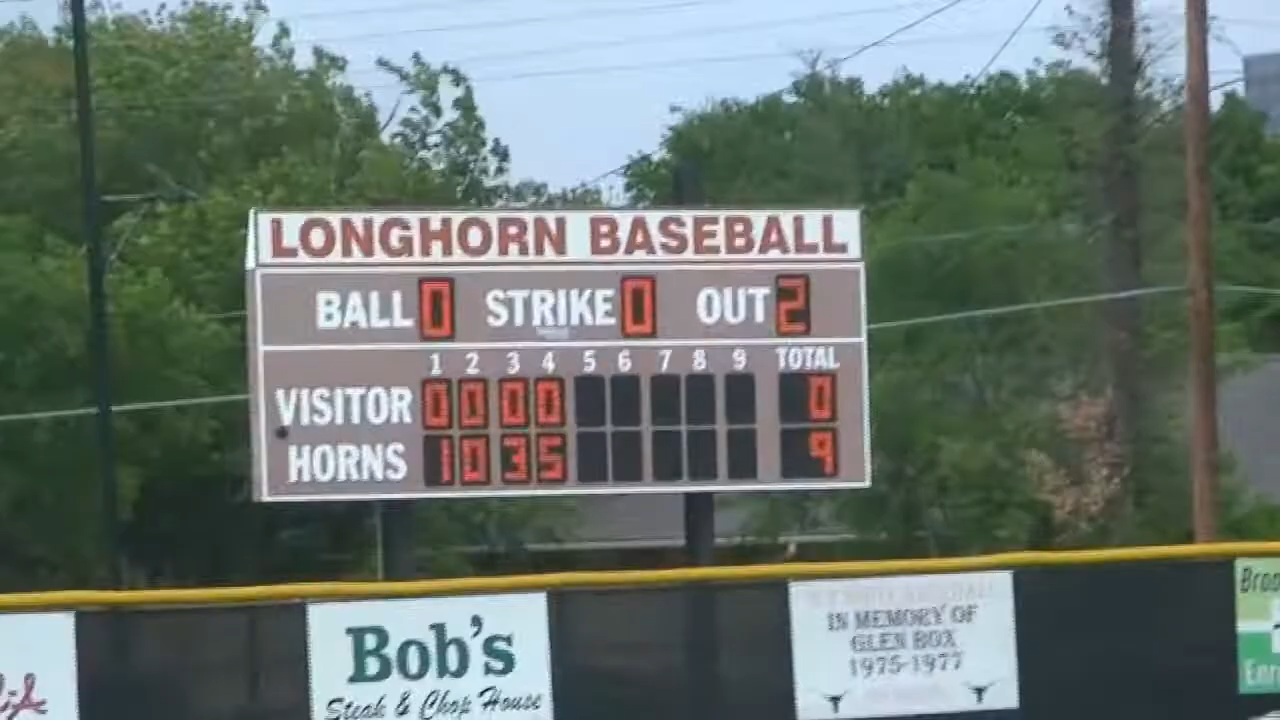 LONGHORN BASEBALL
BALL 0 STRIKE 0 OUT 2
1 2 3 4 5 6 7 8 9 TOTAL
VISITOR 0 0 0 0 0
HORNS 1 0 3 5 9
Bob's
Steak & Chop House
IN MEMORY OF
GLEN BOX
1975-1977